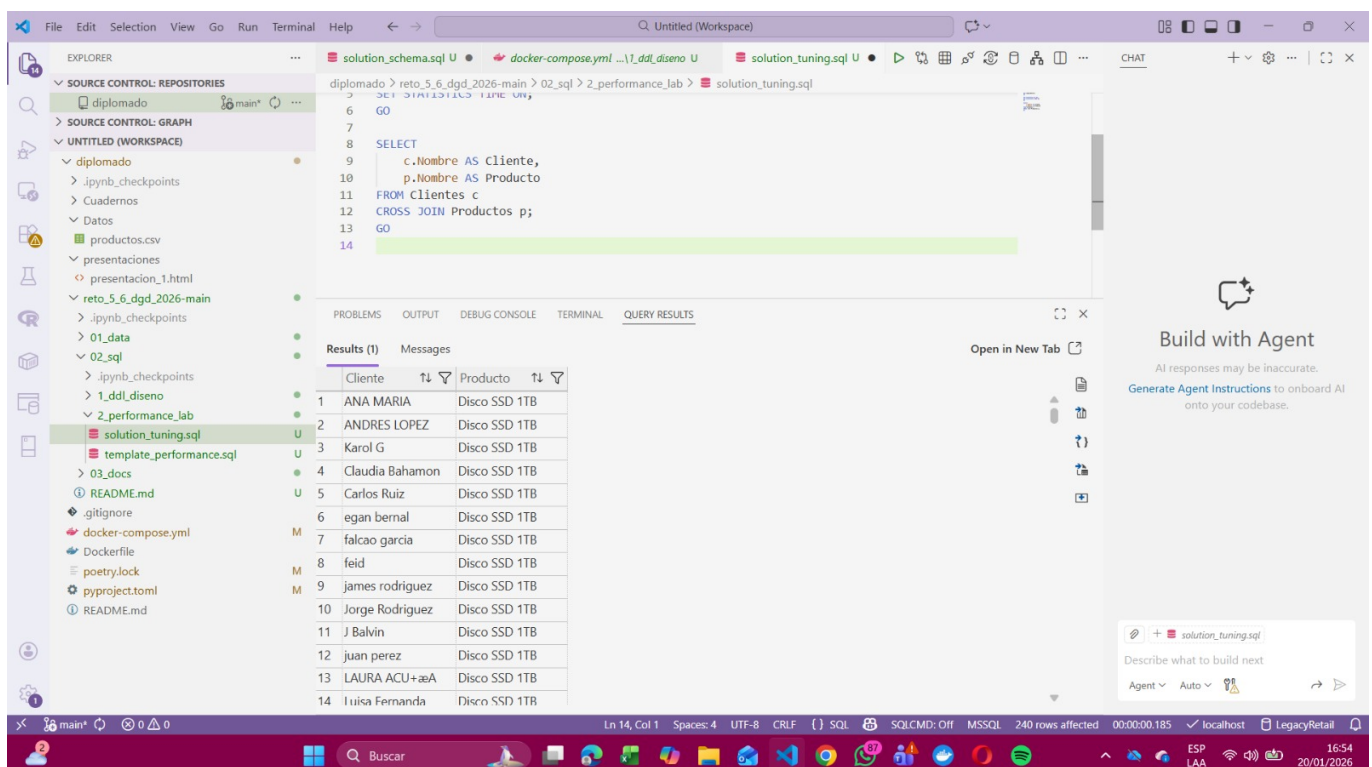 File Edit Selection View Go Run Terminal Help
Untitled (Workspace)
EXPLORER
SOURCE CONTROL: REPOSITORIES
diplomado main*
SOURCE CONTROL: GRAPH
UNTITLED (WORKSPACE)
diplomado
.ipynb_checkpoints
Cuadernos
Datos
productos.csv
presentaciones
presentacion_1.html
reto_5_6_dgd_2026-main
.ipynb_checkpoints
01_data
02_sql
.ipynb_checkpoints
1_ddl_diseno
2_performance_lab
solution_tuning.sql U
template_performance.sql U
03_docs
README.md U
.gitignore
docker-compose.yml M
Dockerfile
poetry.lock M
pyproject.toml M
README.md
14
1
solution_schema.sql U
docker-compose.yml ...\1_ddl_diseno U
solution_tuning.sql U
diplomado > reto_5_6_dgd_2026-main > 02_sql > 2_performance_lab > solution_tuning.sql
5 SET STATISTICS TIME ON;
6 GO
7
8 SELECT
9 c.Nombre AS Cliente,
10 p.Nombre AS Producto
11 FROM Clientes c
12 CROSS JOIN Productos p;
13 GO
14
PROBLEMS OUTPUT DEBUG CONSOLE TERMINAL QUERY RESULTS
Results (1) Messages Open in New Tab
Cliente Producto
1 ANA MARIA Disco SSD 1TB
2 ANDRES LOPEZ Disco SSD 1TB
3 Karol G Disco SSD 1TB
4 Claudia Bahamon Disco SSD 1TB
5 Carlos Ruiz Disco SSD 1TB
6 egan bernal Disco SSD 1TB
7 falcao garcia Disco SSD 1TB
8 feid Disco SSD 1TB
9 james rodriguez Disco SSD 1TB
10 Jorge Rodriguez Disco SSD 1TB
11 J Balvin Disco SSD 1TB
12 juan perez Disco SSD 1TB
13 LAURA ACU+æA Disco SSD 1TB
14 Luisa Fernanda Disco SSD 1TB
CHAT
Build with Agent
AI responses may be inaccurate.
Generate Agent Instructions to onboard AI
onto your codebase.
solution_tuning.sql
Describe what to build next
Agent Auto
main* 0 0
Ln 14, Col 1 Spaces: 4 UTF-8 CRLF {} SQL SQLCMD: Off MSSQL 240 rows affected 00:00:00.185 localhost LegacyRetail
2
Buscar
87
ESP
LAA
16:54
20/01/2026